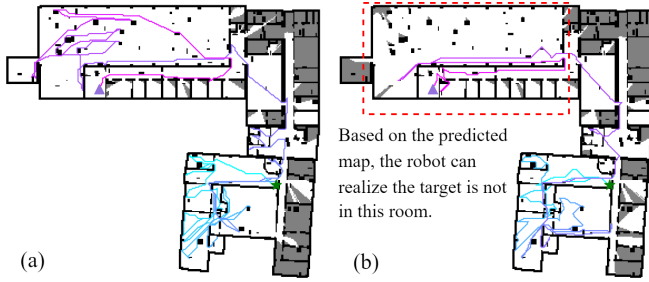 Based on the predicted
map, the robot can
realize the target is not
in this room.
(a)
(b)